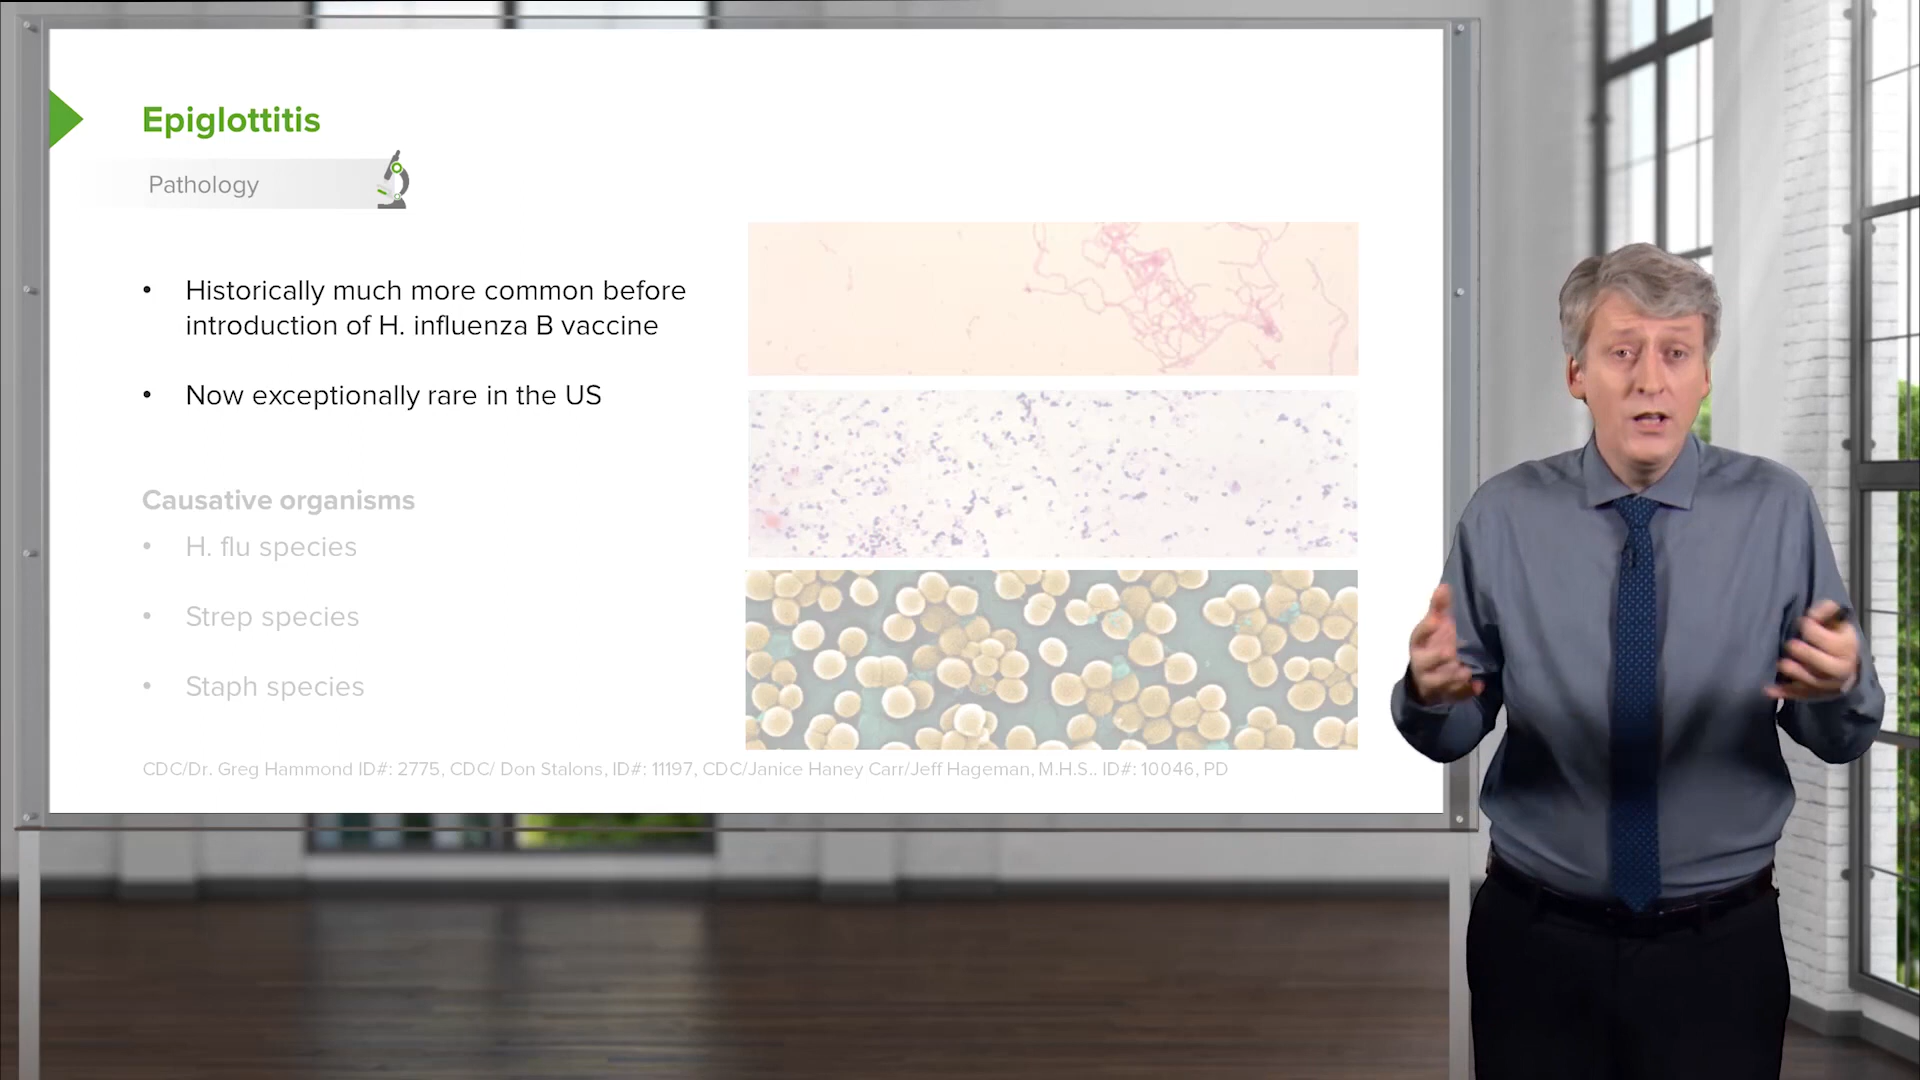 Epiglottitis
Pathology
• Historically much more common before
introduction of H. influenza B vaccine
• Now exceptionally rare in the US
Causative organisms
• H. flu species
• Strep species
• Staph species
CDC/Dr. Greg Hammond ID#: 2775, CDC/ Don Stalons, ID#: 11197, CDC/Janice Haney Carr/Jeff Hageman, M.H.S.. ID#: 10046, PD